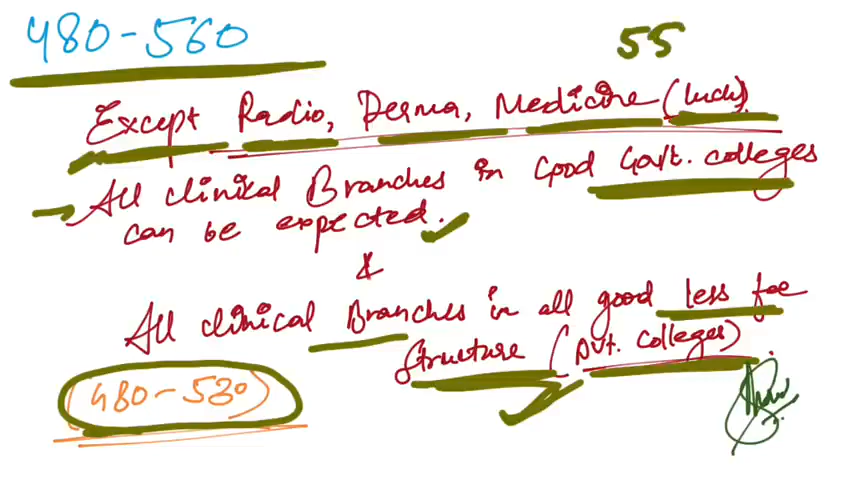 480-560
55
Except Radio, Derma, Medicine (luck)
All clinical Branches in Good Govt. colleges
can be expected.
&
All clinical Branches in all good less fee
structure (pvt. colleges)
(480-530)